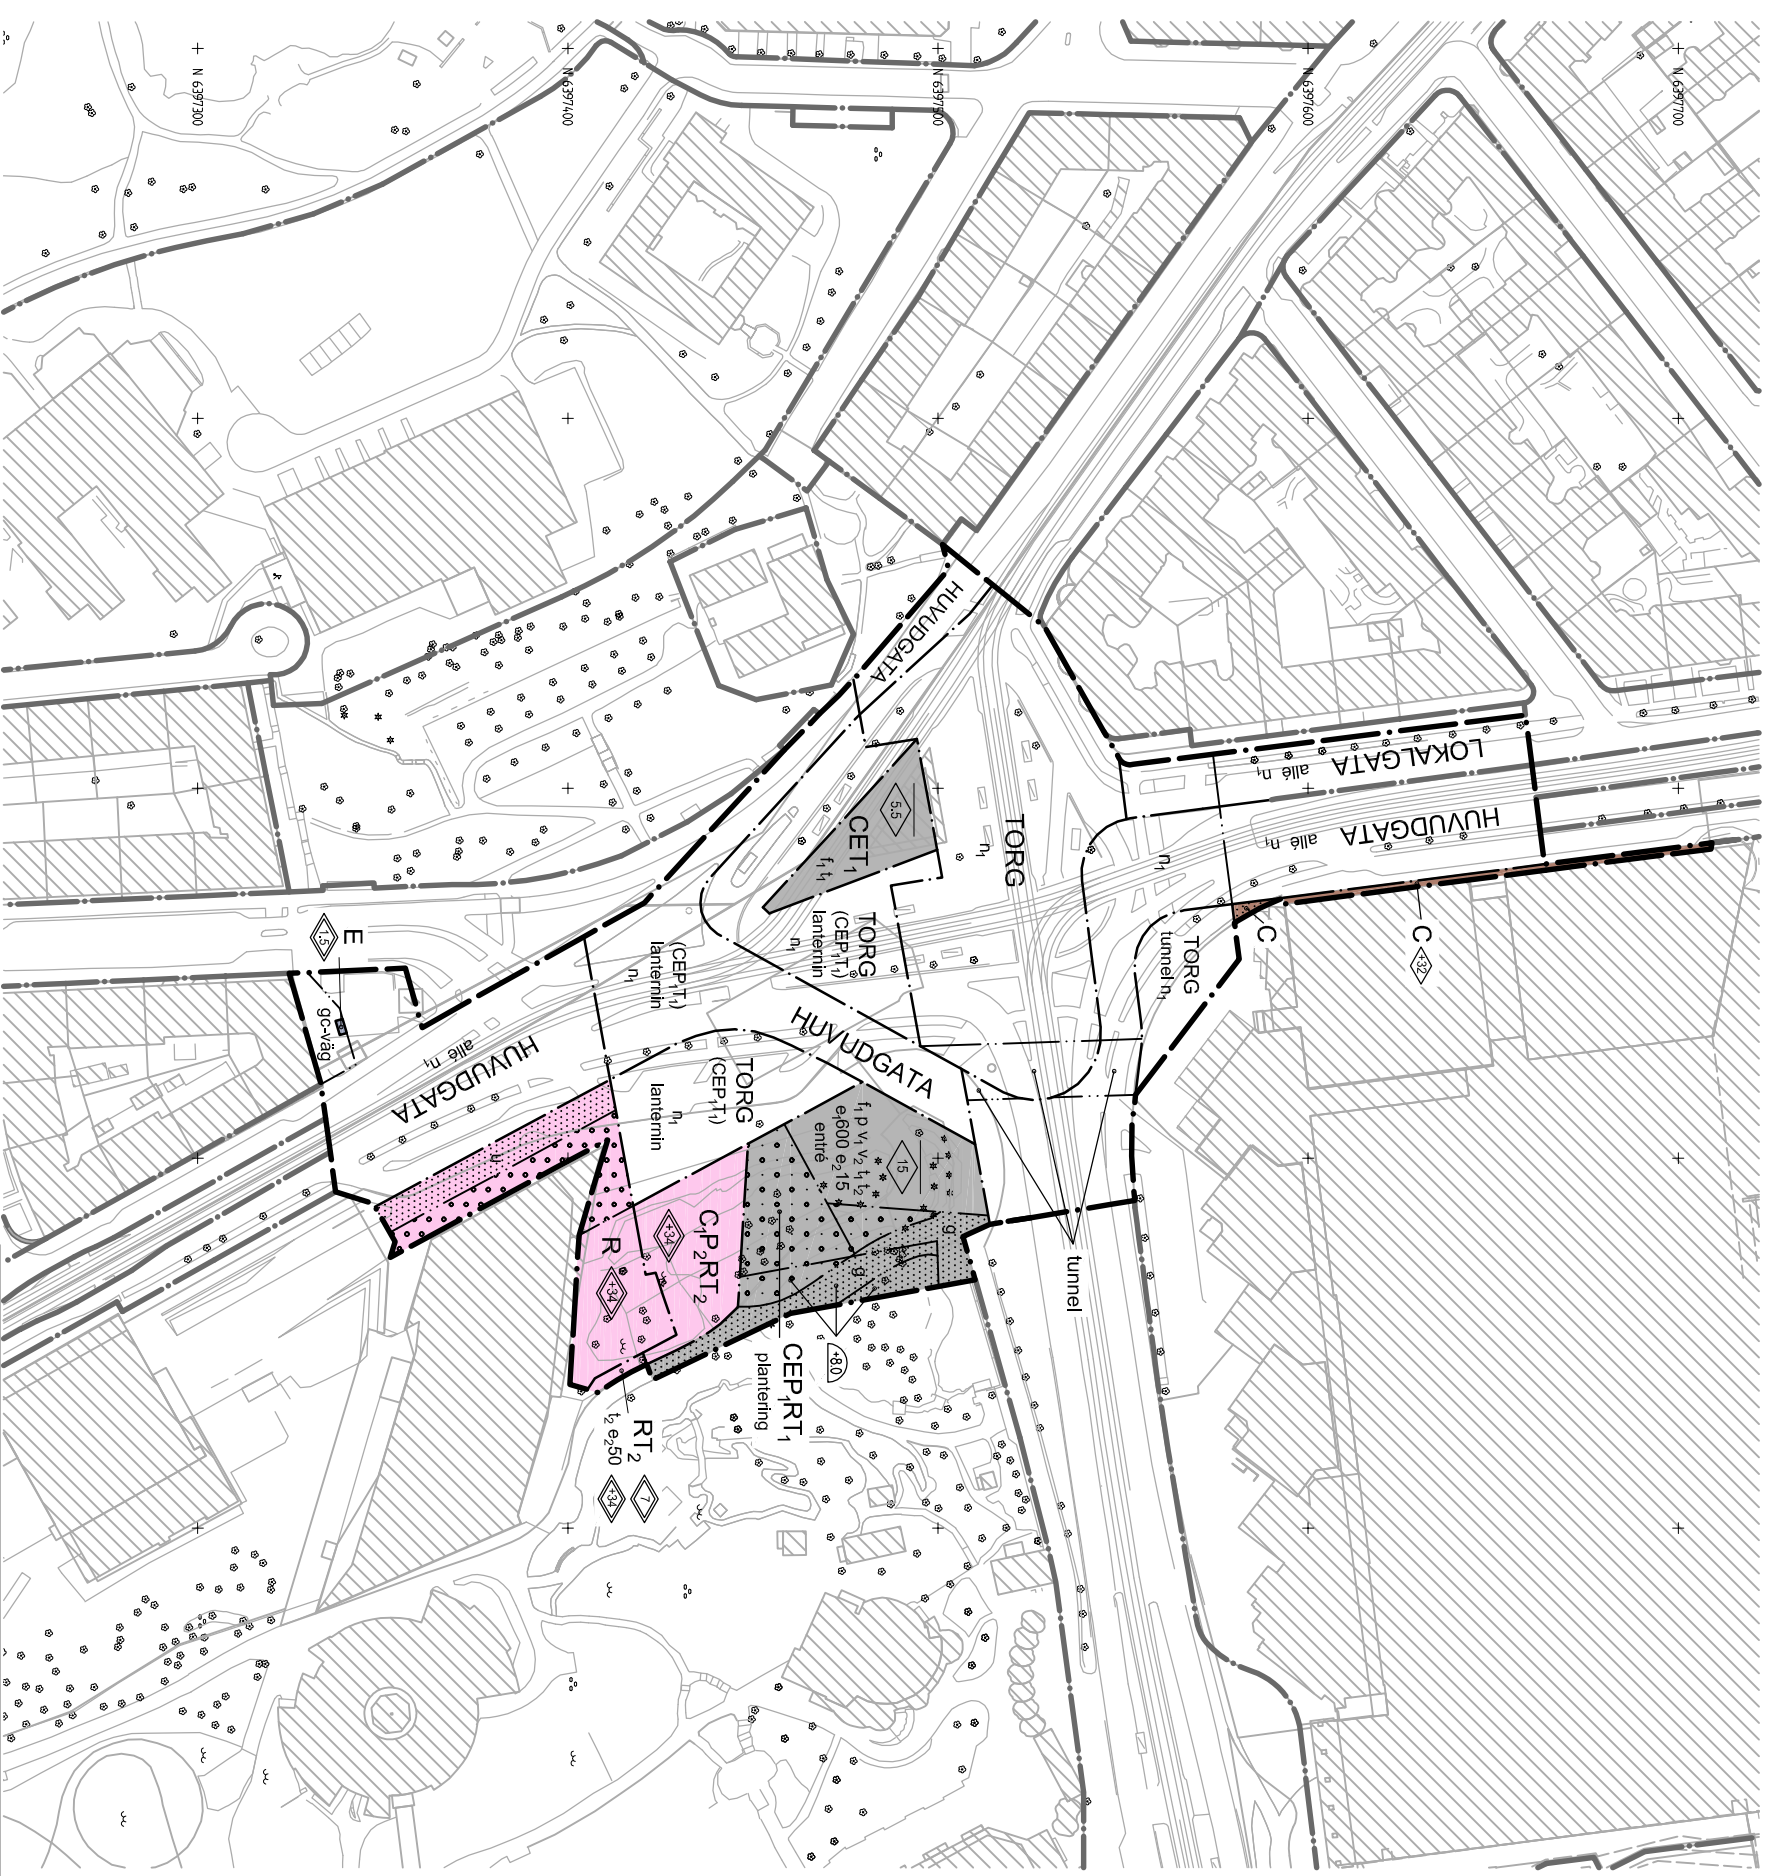 N 6397300
N 6397400
N 6397500
N 6397600
N 6397700
HUVUDGATA
LOKALGATA
allé n1
HUVUDGATA
allé n1
TORG
n1
n1
5.5
CET1
f1 t1
TORG
(CEP1T1)
lanternin
n1
(CEP1T1)
lanternin
n1
TORG
tunnel n1
C
C
+32
E
1.5
gc-väg
HUVUDGATA
allé n1
HUVUDGATA
TORG
(CEP1T1)
n1
lanternin
15
f1 p v1 v2 t1 t2
e1600 e215
entré
g
g
u
C1P2RT2
+34
R
+34
tunnel
+8.0
CEP1RT1
plantering
RT2
t2 e250
7
+34